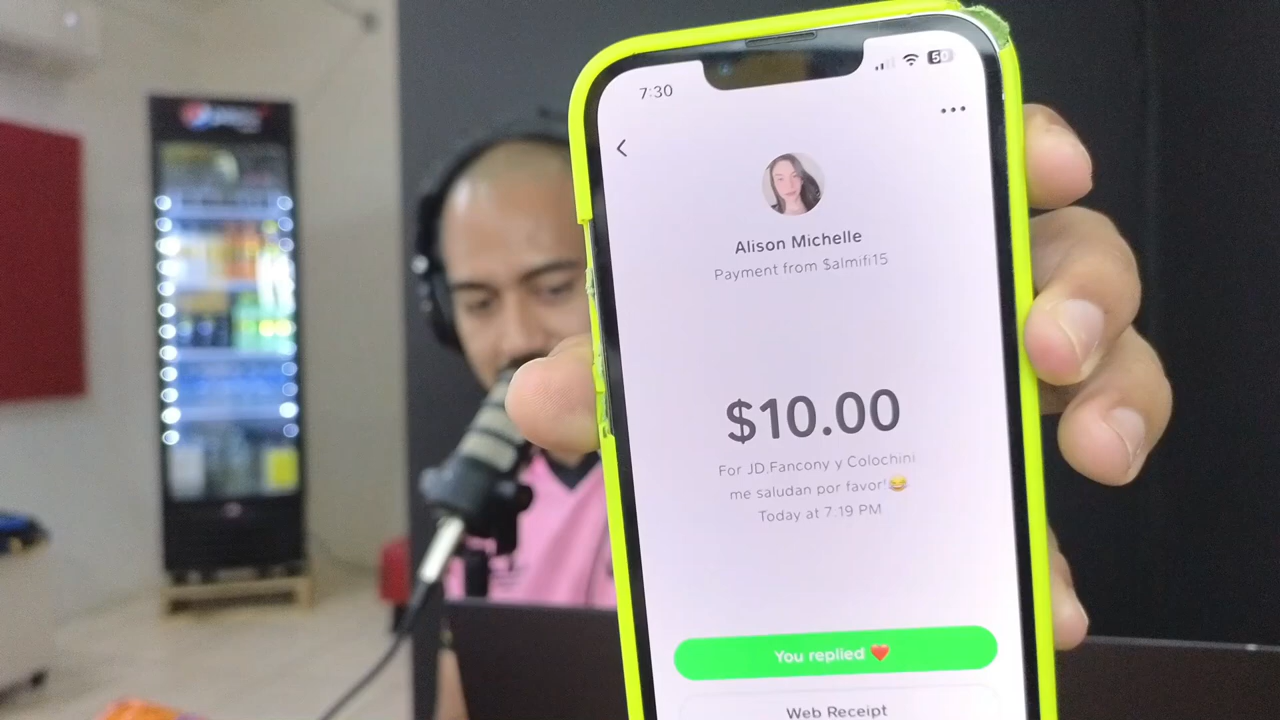 7:30
50
Alison Michelle
Payment from $almifi15
$10.00
For JD.Fancony y Colochini
me saludan por favor!😂
Today at 7:19 PM
You replied ❤️
Web Receipt